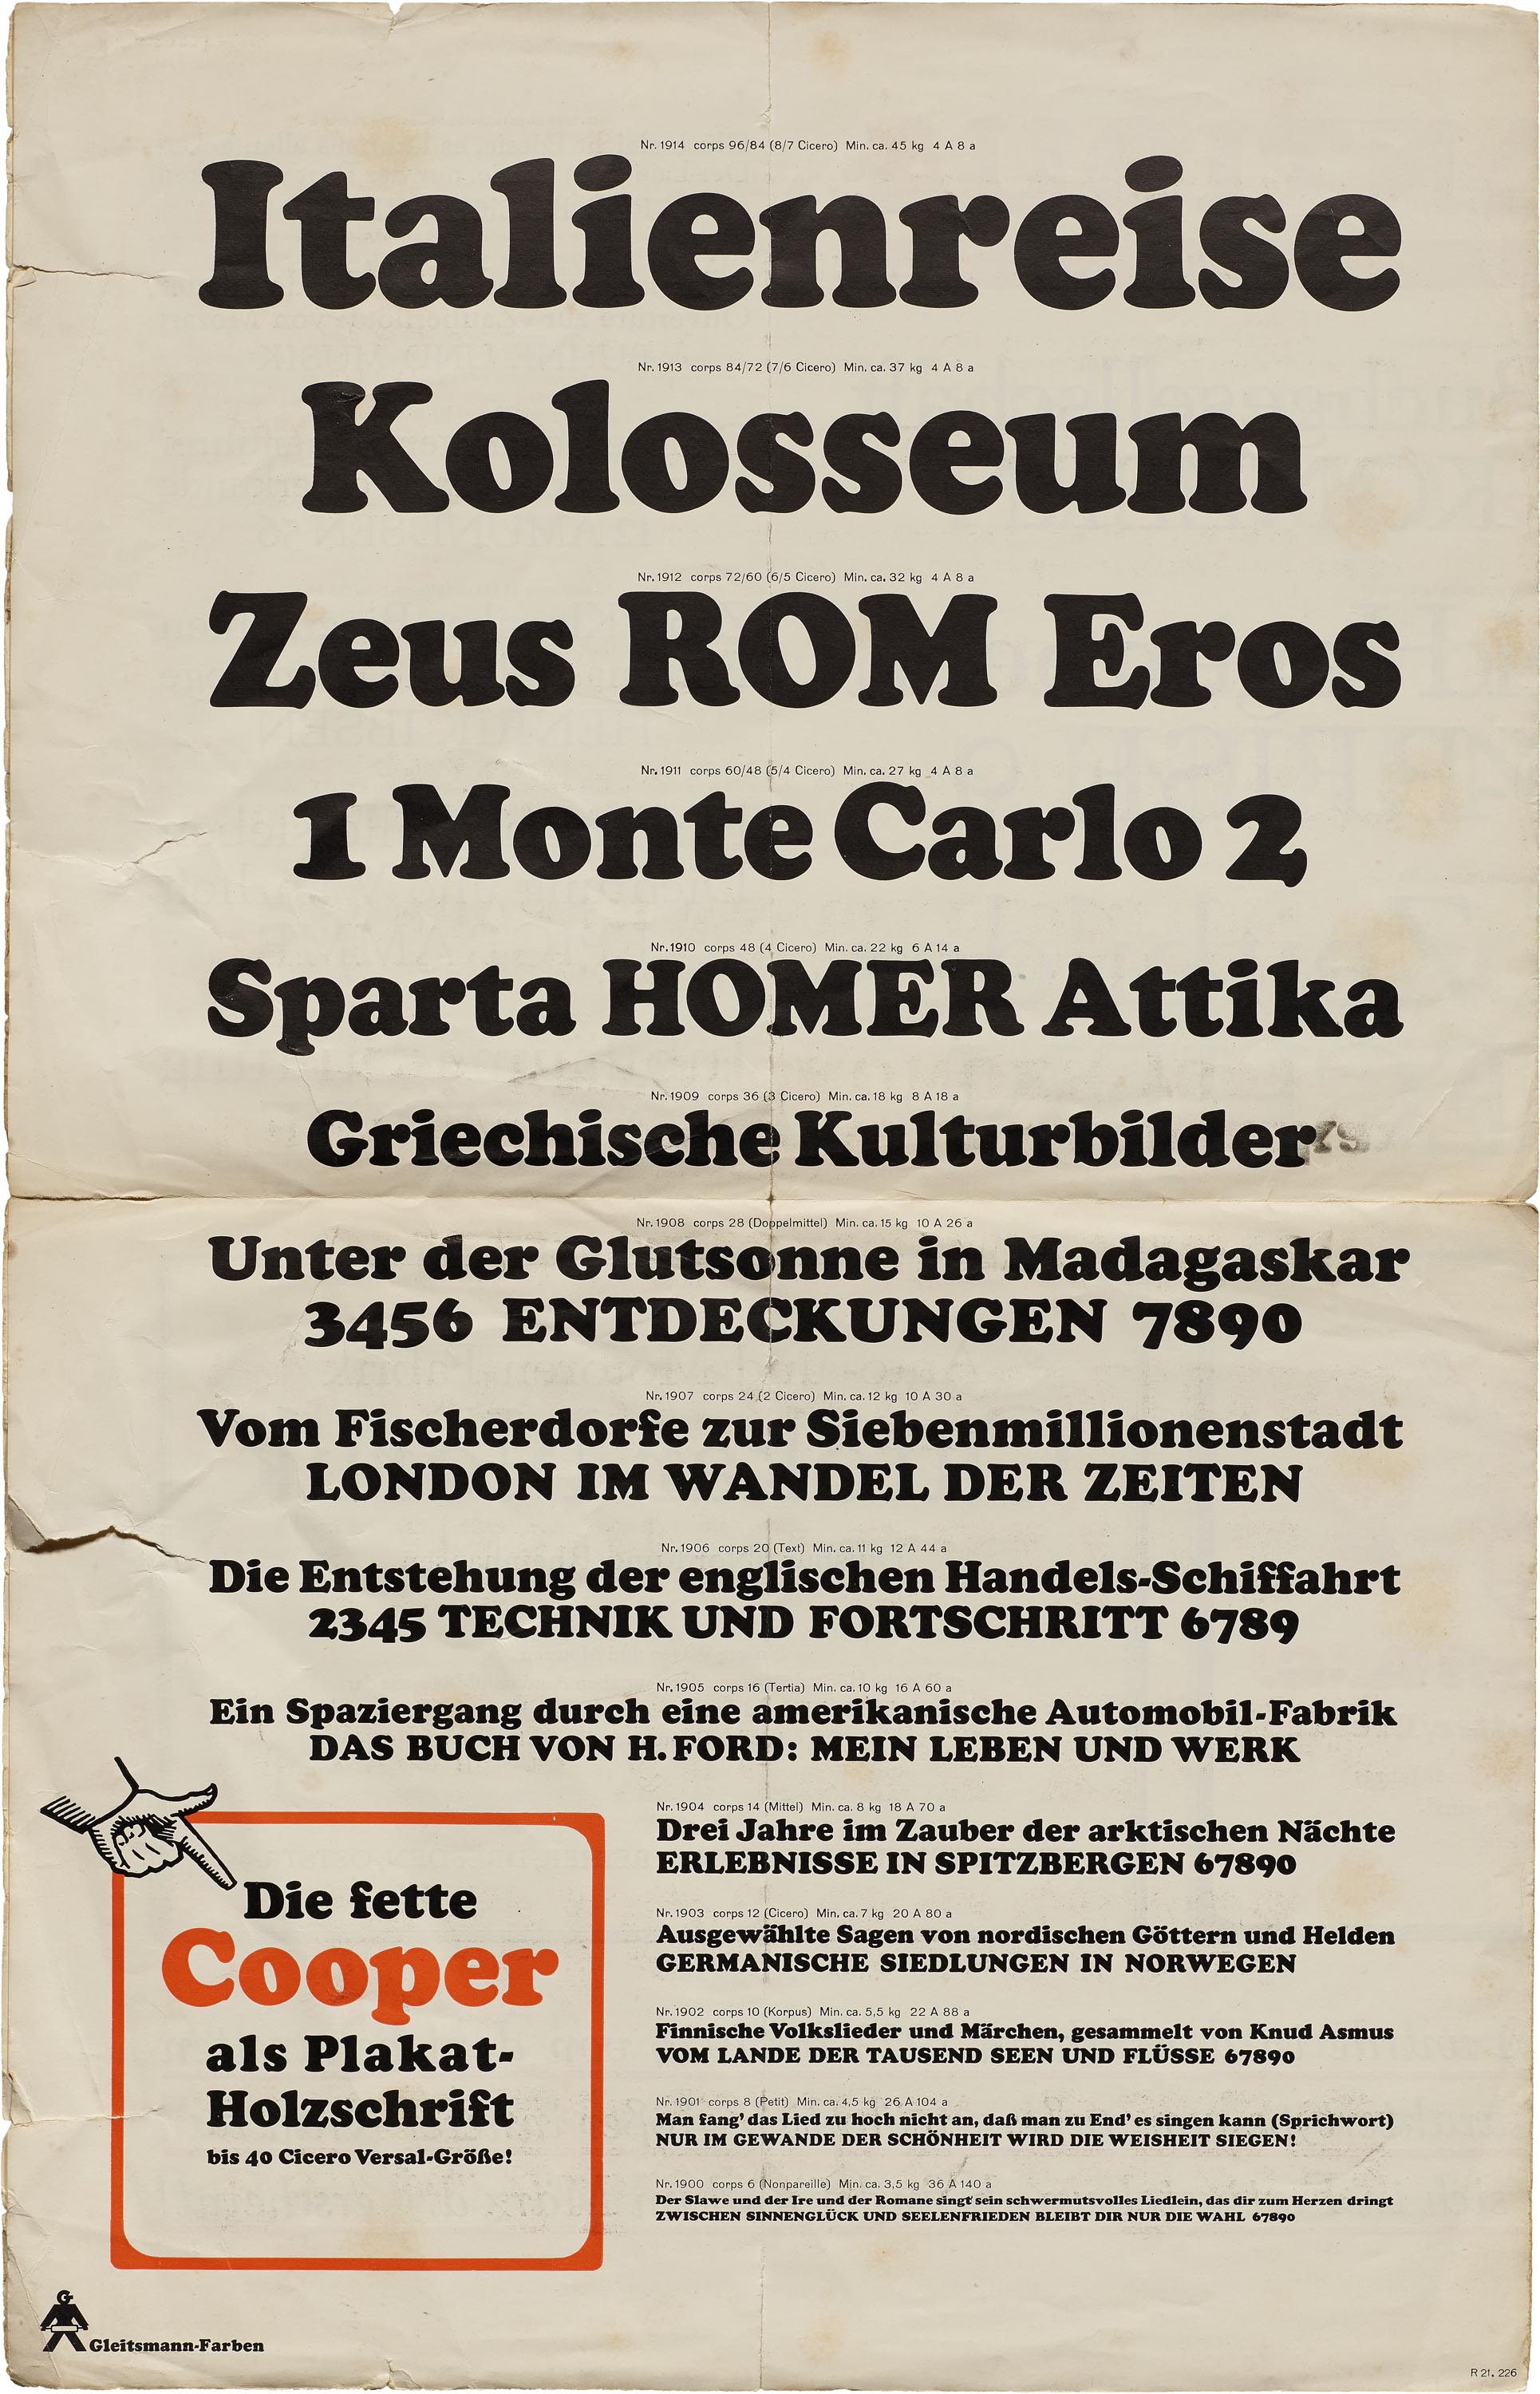 Nr. 1914 corps 96/84 (8/7 Cicero) Min. ca. 45 kg 4 A 8 a
Italienreise
Nr. 1913 corps 84/72 (7/6 Cicero) Min. ca. 37 kg 4 A 8 a
Kolosseum
Nr. 1912 corps 72/60 (6/5 Cicero) Min. ca. 32 kg 4 A 8 a
Zeus ROM Eros
Nr. 1911 corps 60/48 (5/4 Cicero) Min. ca. 27 kg 4 A 8 a
1 Monte Carlo 2
Nr. 1910 corps 48 (4 Cicero) Min. ca. 22 kg 6 A 14 a
Sparta HOMER Attika
Nr. 1909 corps 36 (3 Cicero) Min. ca. 18 kg 8 A 18 a
Griechische Kulturbilder
Nr. 1908 corps 28 (Doppelmittel) Min. ca. 15 kg 10 A 26 a
Unter der Glutsonne in Madagaskar
3456 ENTDECKUNGEN 7890
Nr. 1907 corps 24 (2 Cicero) Min. ca. 12 kg 10 A 30 a
Vom Fischerdorfe zur Siebenmillionenstadt
LONDON IM WANDEL DER ZEITEN
Nr. 1906 corps 20 (Text) Min. ca. 11 kg 12 A 44 a
Die Entstehung der englischen Handels-Schiffahrt
2345 TECHNIK UND FORTSCHRITT 6789
Nr. 1905 corps 16 (Tertia) Min. ca. 10 kg 16 A 60 a
Ein Spaziergang durch eine amerikanische Automobil-Fabrik
DAS BUCH VON H. FORD: MEIN LEBEN UND WERK
Nr. 1904 corps 14 (Mittel) Min. ca. 8 kg 18 A 70 a
Drei Jahre im Zauber der arktischen Nächte
ERLEBNISSE IN SPITZBERGEN 67890
Nr. 1903 corps 12 (Cicero) Min. ca. 7 kg 20 A 80 a
Ausgewählte Sagen von nordischen Göttern und Helden
GERMANISCHE SIEDLUNGEN IN NORWEGEN
Nr. 1902 corps 10 (Korpus) Min. ca. 5,5 kg 22 A 88 a
Finnische Volkslieder und Märchen, gesammelt von Knud Asmus
VOM LANDE DER TAUSEND SEEN UND FLÜSSE 67890
Nr. 1901 corps 8 (Petit) Min. ca. 4,5 kg 26 A 104 a
Man fang' das Lied zu hoch nicht an, daß man zu End' es singen kann (Sprichwort)
NUR IM GEWANDE DER SCHÖNHEIT WIRD DIE WEISHEIT SIEGEN!
Nr. 1900 corps 6 (Nonpareille) Min. ca. 3,5 kg 36 A 140 a
Der Slawe und der Ire und der Romane singt sein schwermutsvolles Liedlein, das dir zum Herzen dringt
ZWISCHEN SINNENGLÜCK UND SEELENFRIEDEN BLEIBT DIR NUR DIE WAHL 67890
Die fette
Cooper
als Plakat-
Holzschrift
bis 40 Cicero Versal-Größe!
G
Gleitsmann-Farben
R 21. 226